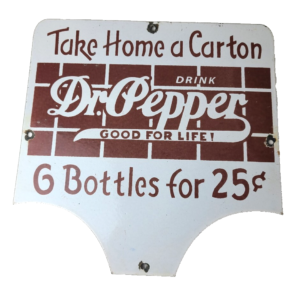 Take Home a Carton
DRINK
Dr. Pepper
GOOD FOR LIFE!
6 Bottles for 25¢